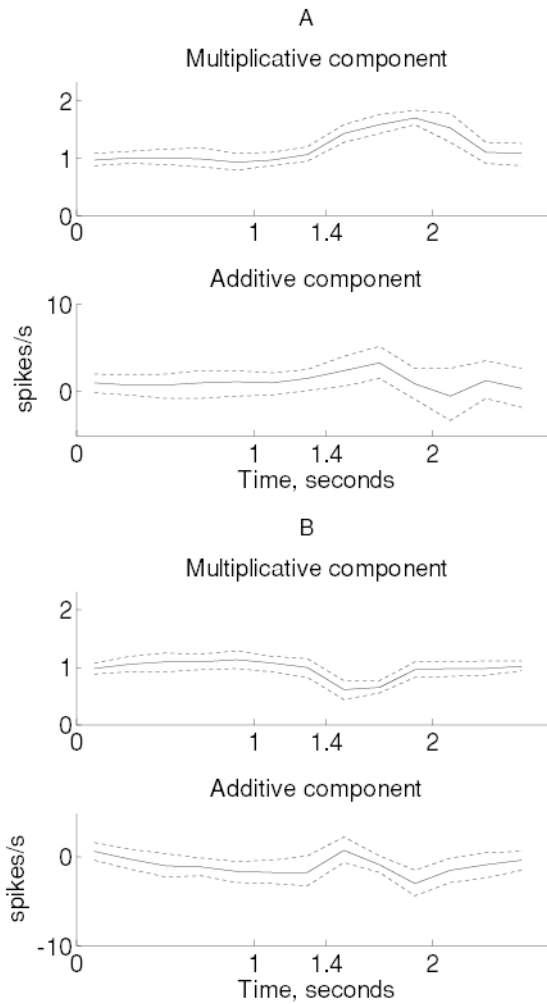 A
Multiplicative component
2
1
0
0 1 1.4 2
Additive component
10
0
spikes/s
0 1 1.4 2
Time, seconds
B
Multiplicative component
2
1
0
0 1 1.4 2
Additive component
0
-10
spikes/s
0 1 1.4 2
Time, seconds